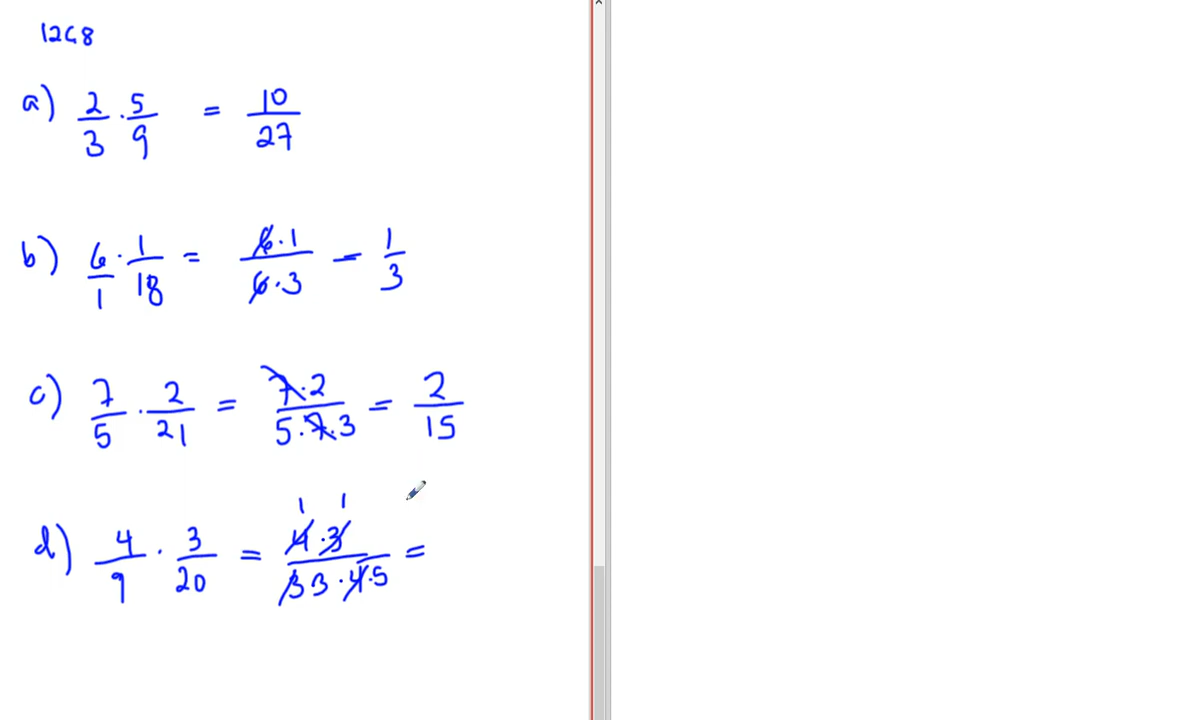 1268
a) 2/3 · 5/9 = 10/27
b) 6/1 · 1/18 = 6·1/6·3 = 1/3
c) 7/5 · 2/21 = 7·2/5·7·3 = 2/15
1 1
d) 4/9 · 3/20 = 4·3/3 3·4·5 =